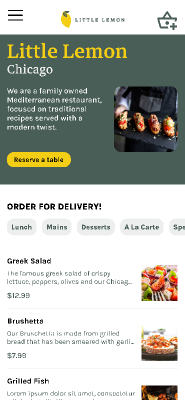 LITTLE LEMON
Little Lemon
Chicago
We are a family owned
Mediterranean restaurant,
focused on traditional
recipes served with a
modern twist.
Reserve a table
ORDER FOR DELIVERY!
Lunch Mains Desserts A La Carte Spe
Greek Salad
The famous greek salad of crispy
lettuce, peppers, olives and our Chicag...
$12.99
Brushetta
Our Bruschetta is made from grilled
bread that has been smeared with garli...
$7.99
Grilled Fish
Lorem ipsum dolor sit amet, consectetur